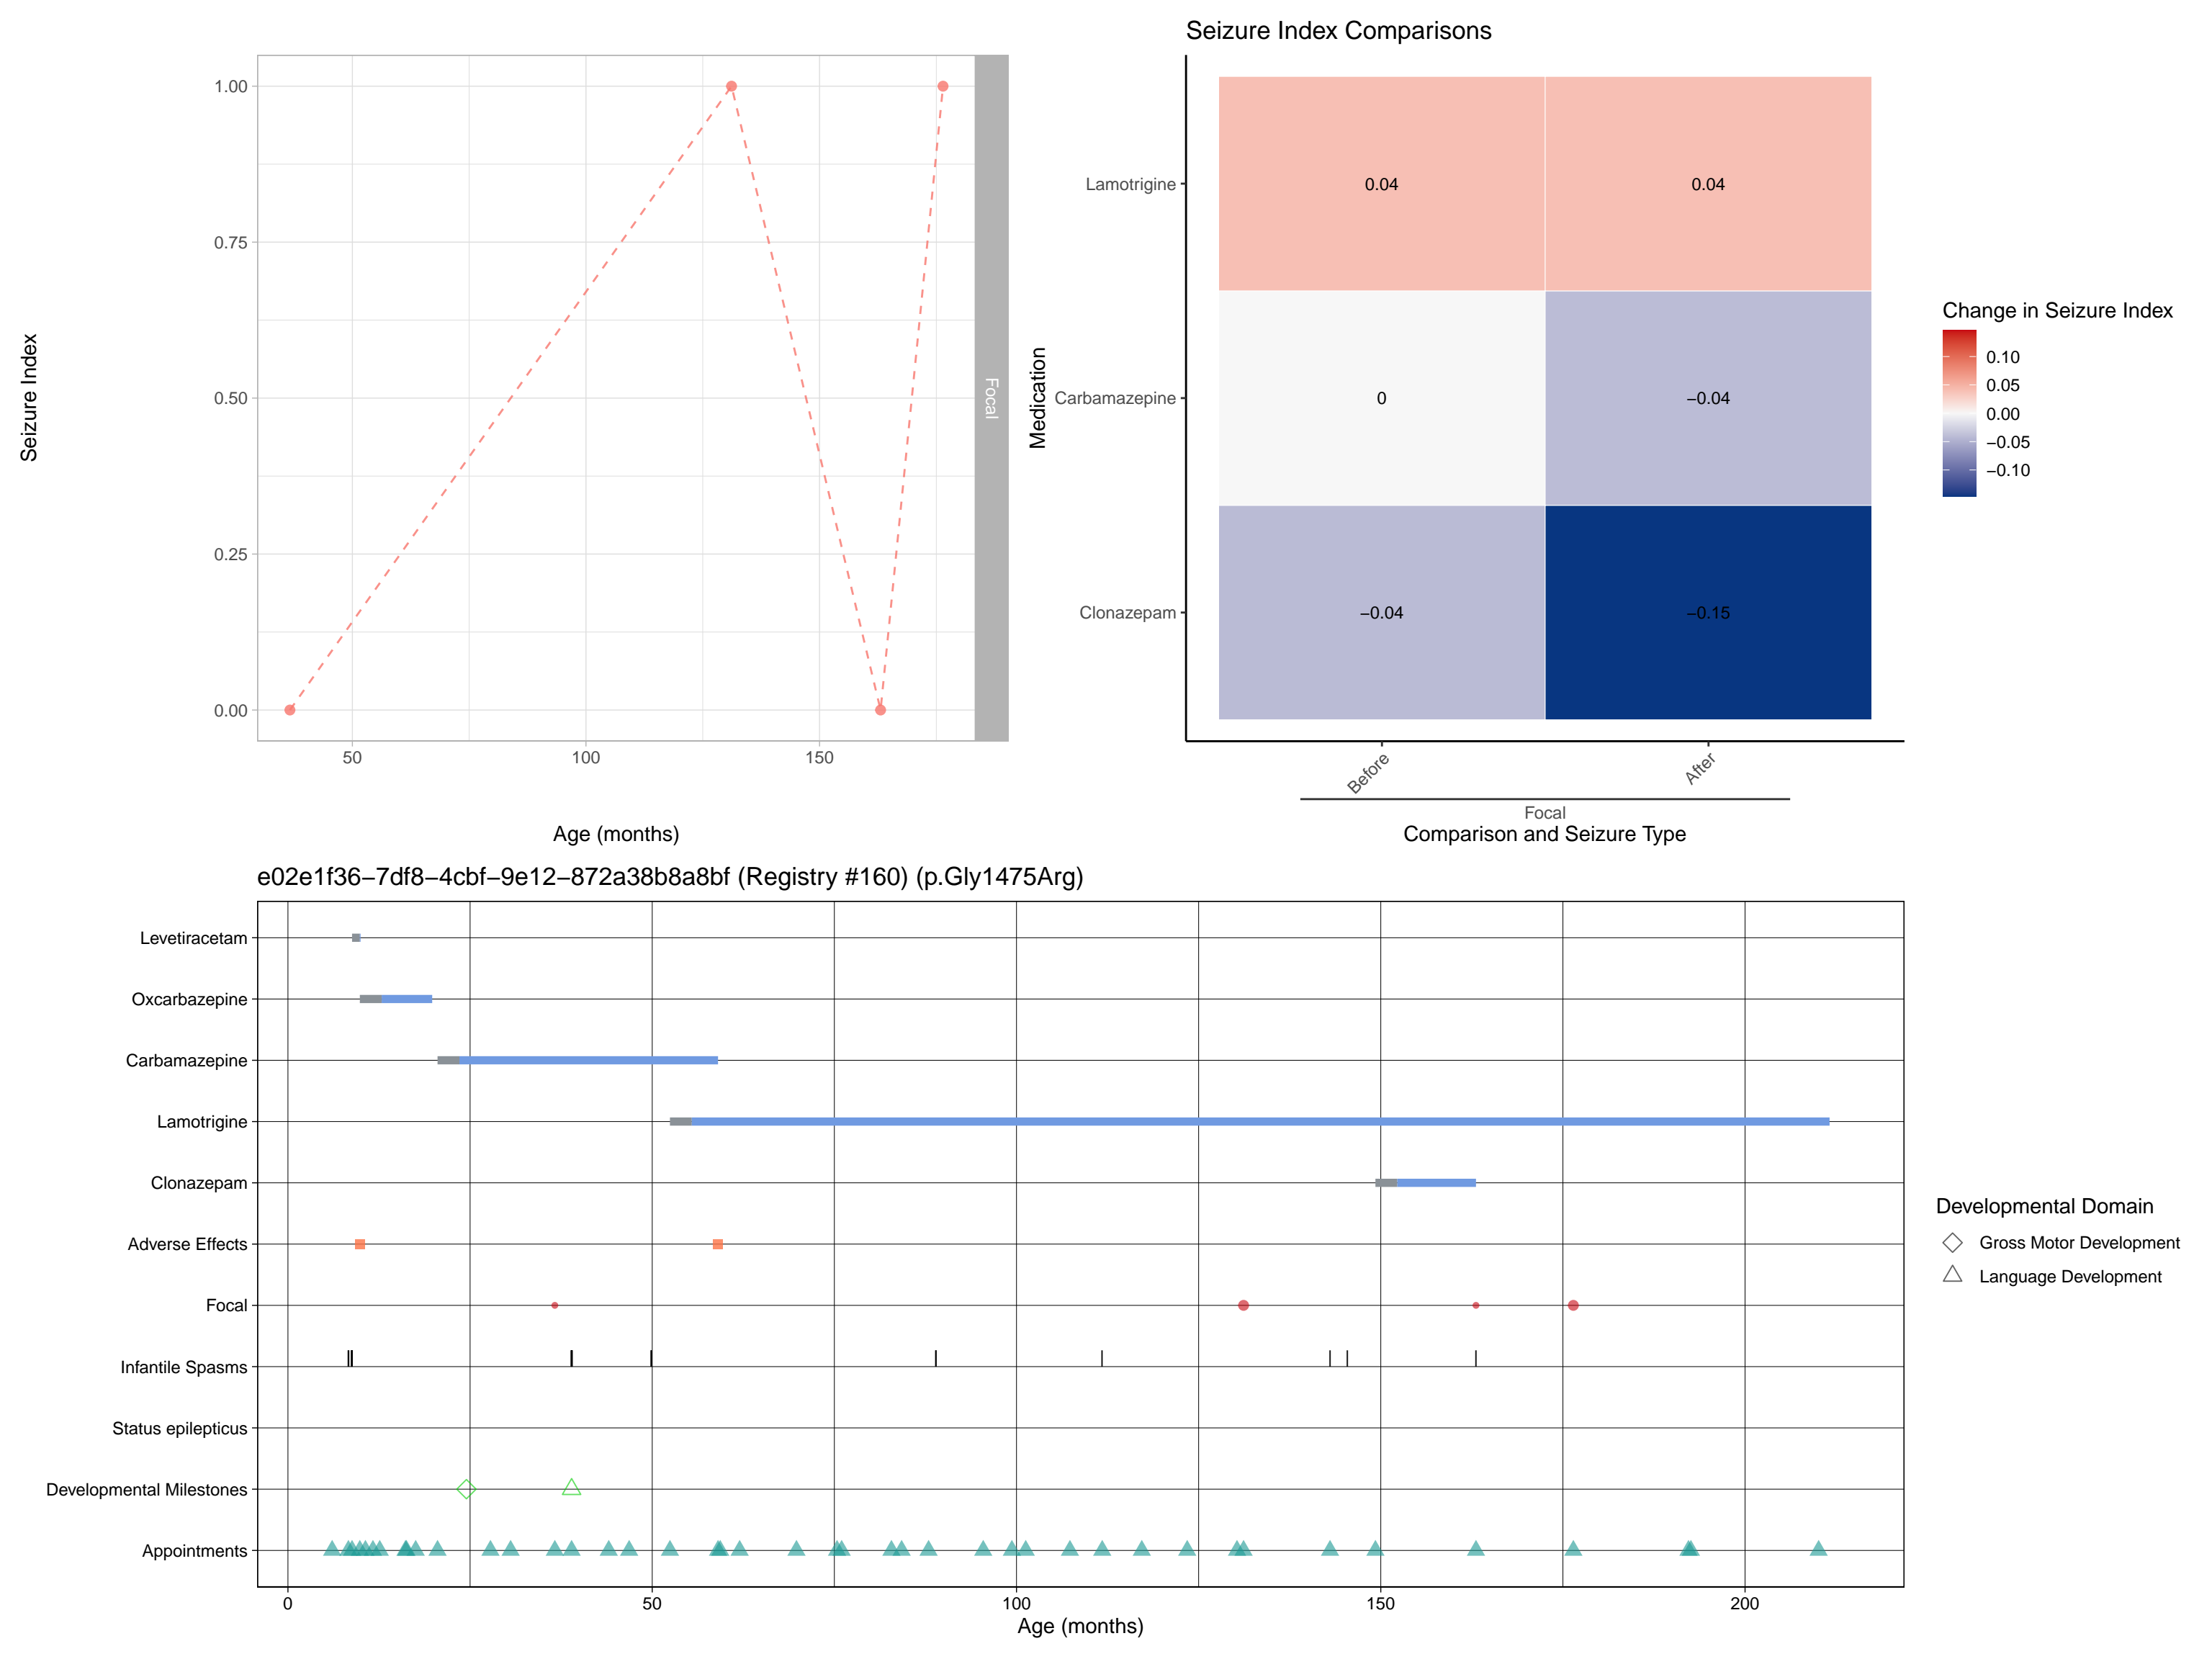 Seizure Index
1.00
0.75
0.50
0.25
0.00
50 100 150
Age (months)
Focal
Seizure Index Comparisons
Medication
Lamotrigine 0.04 0.04
Carbamazepine 0 −0.04
Clonazepam −0.04 −0.15
Before After
Focal
Comparison and Seizure Type
Change in Seizure Index
0.10
0.05
0.00
−0.05
−0.10
e02e1f36−7df8−4cbf−9e12−872a38b8a8bf (Registry #160) (p.Gly1475Arg)
Levetiracetam
Oxcarbazepine
Carbamazepine
Lamotrigine
Clonazepam
Adverse Effects
Focal
Infantile Spasms
Status epilepticus
Developmental Milestones
Appointments
0 50 100 150 200
Age (months)
Developmental Domain
Gross Motor Development
Language Development